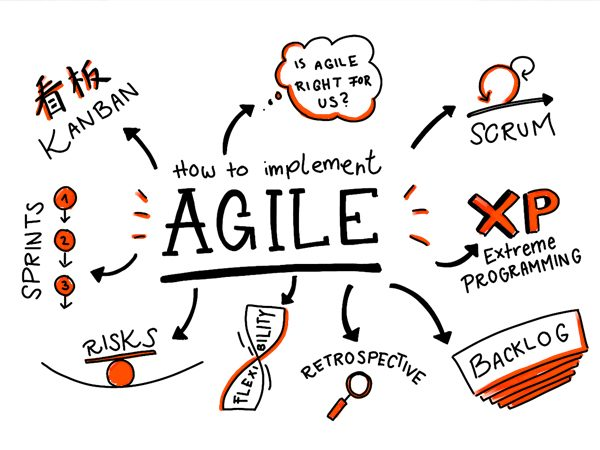 看板
KANBAN
IS AGILE
RIGHT FOR
US?
SCRUM
How to implement
AGILE
SPRINTS
1
2
3
XP
Extreme
PROGRAMMING
RISKS
FLEXIBILITY
RETROSPECTIVE
BACKLOG